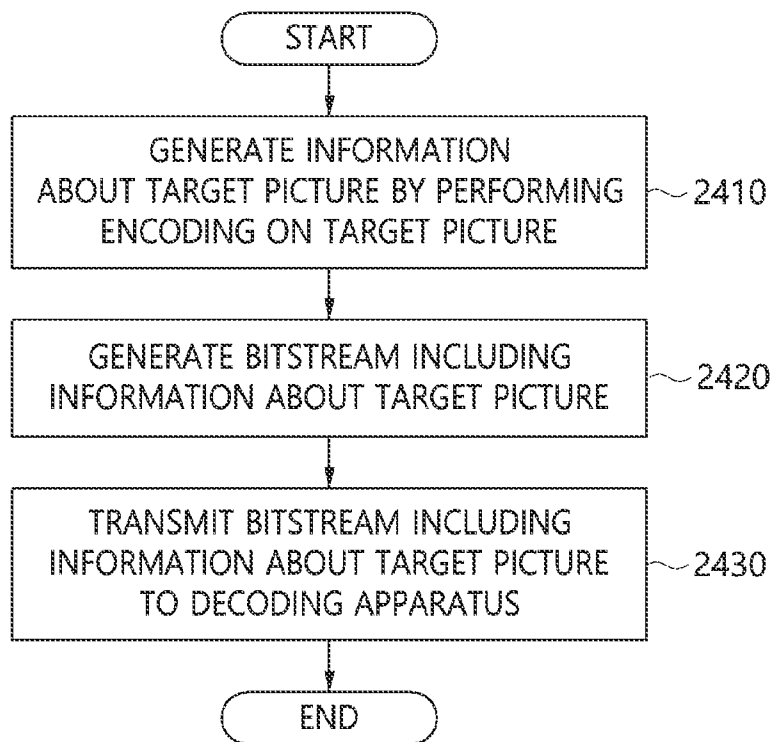 START
GENERATE INFORMATION
ABOUT TARGET PICTURE BY PERFORMING
ENCODING ON TARGET PICTURE
2410
GENERATE BITSTREAM INCLUDING
INFORMATION ABOUT TARGET PICTURE
2420
TRANSMIT BITSTREAM INCLUDING
INFORMATION ABOUT TARGET PICTURE
TO DECODING APPARATUS
2430
END